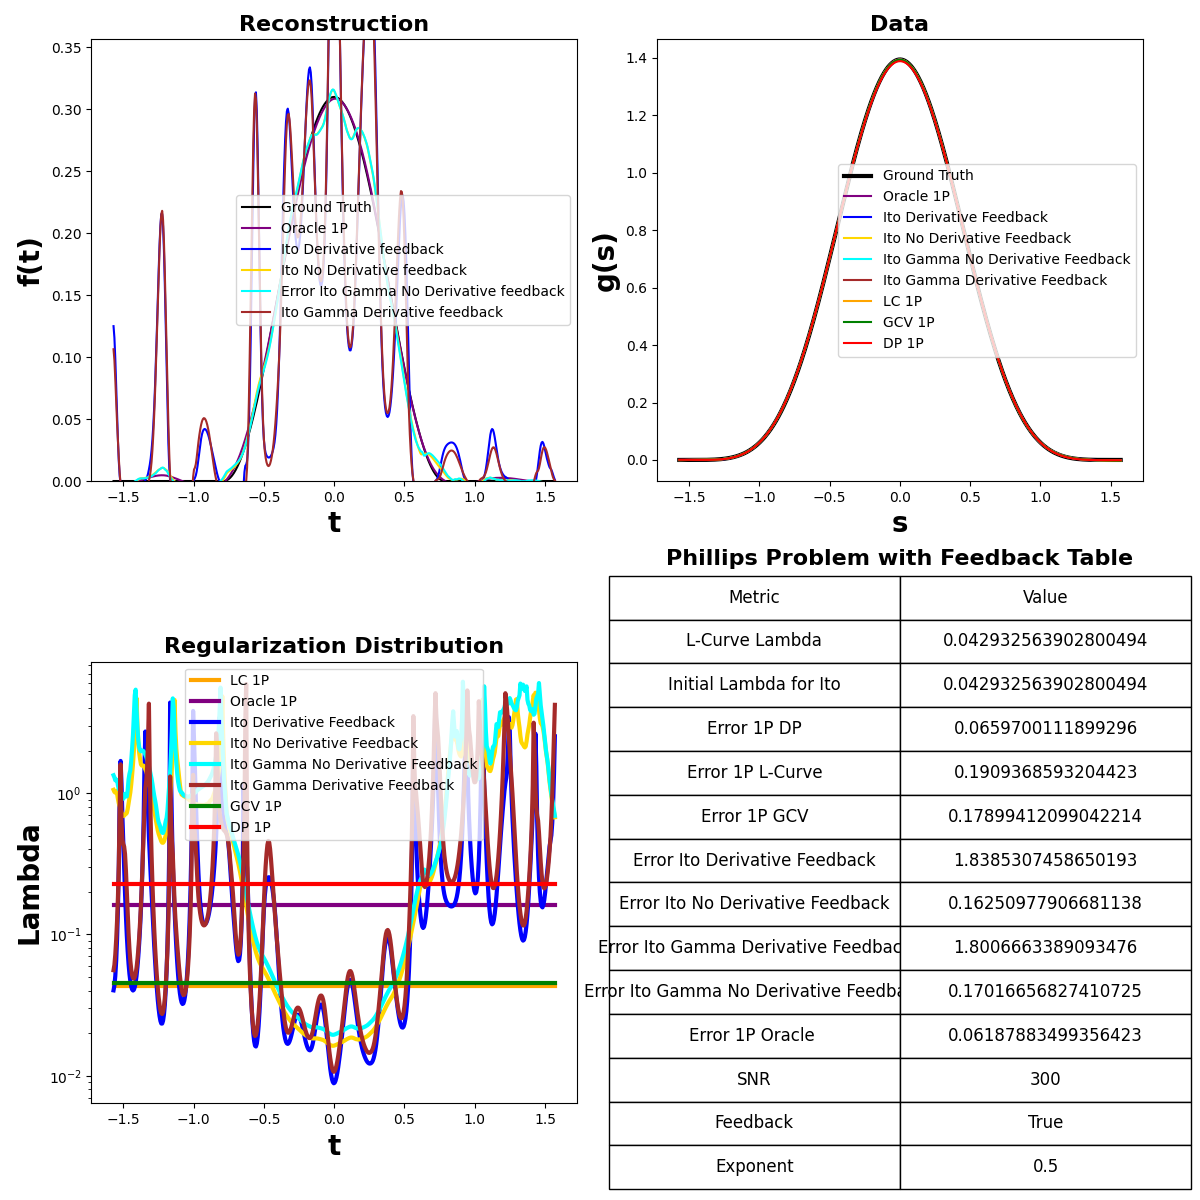 Reconstruction
f(t)
0.35
0.30
0.25
0.20
0.15
0.10
0.05
0.00
Ground Truth
Oracle 1P
Ito Derivative feedback
Ito No Derivative feedback
Error Ito Gamma No Derivative feedback
Ito Gamma Derivative feedback
−1.5 −1.0 −0.5 0.0 0.5 1.0 1.5
t
Data
g(s)
1.4
1.2
1.0
0.8
0.6
0.4
0.2
0.0
Ground Truth
Oracle 1P
Ito Derivative Feedback
Ito No Derivative Feedback
Ito Gamma No Derivative Feedback
Ito Gamma Derivative Feedback
LC 1P
GCV 1P
DP 1P
−1.5 −1.0 −0.5 0.0 0.5 1.0 1.5
s
Regularization Distribution
Lambda
10⁰
10⁻¹
10⁻²
LC 1P
Oracle 1P
Ito Derivative Feedback
Ito No Derivative Feedback
Ito Gamma No Derivative Feedback
Ito Gamma Derivative Feedback
GCV 1P
DP 1P
−1.5 −1.0 −0.5 0.0 0.5 1.0 1.5
t
Phillips Problem with Feedback Table
Metric Value
L-Curve Lambda 0.042932563902800494
Initial Lambda for Ito 0.042932563902800494
Error 1P DP 0.0659700111899296
Error 1P L-Curve 0.1909368593204423
Error 1P GCV 0.17899412099042214
Error Ito Derivative Feedback 1.8385307458650193
Error Ito No Derivative Feedback 0.16250977906681138
Error Ito Gamma Derivative Feedbac 1.8006663389093476
Error Ito Gamma No Derivative Feedba 0.17016656827410725
Error 1P Oracle 0.06187883499356423
SNR 300
Feedback True
Exponent 0.5